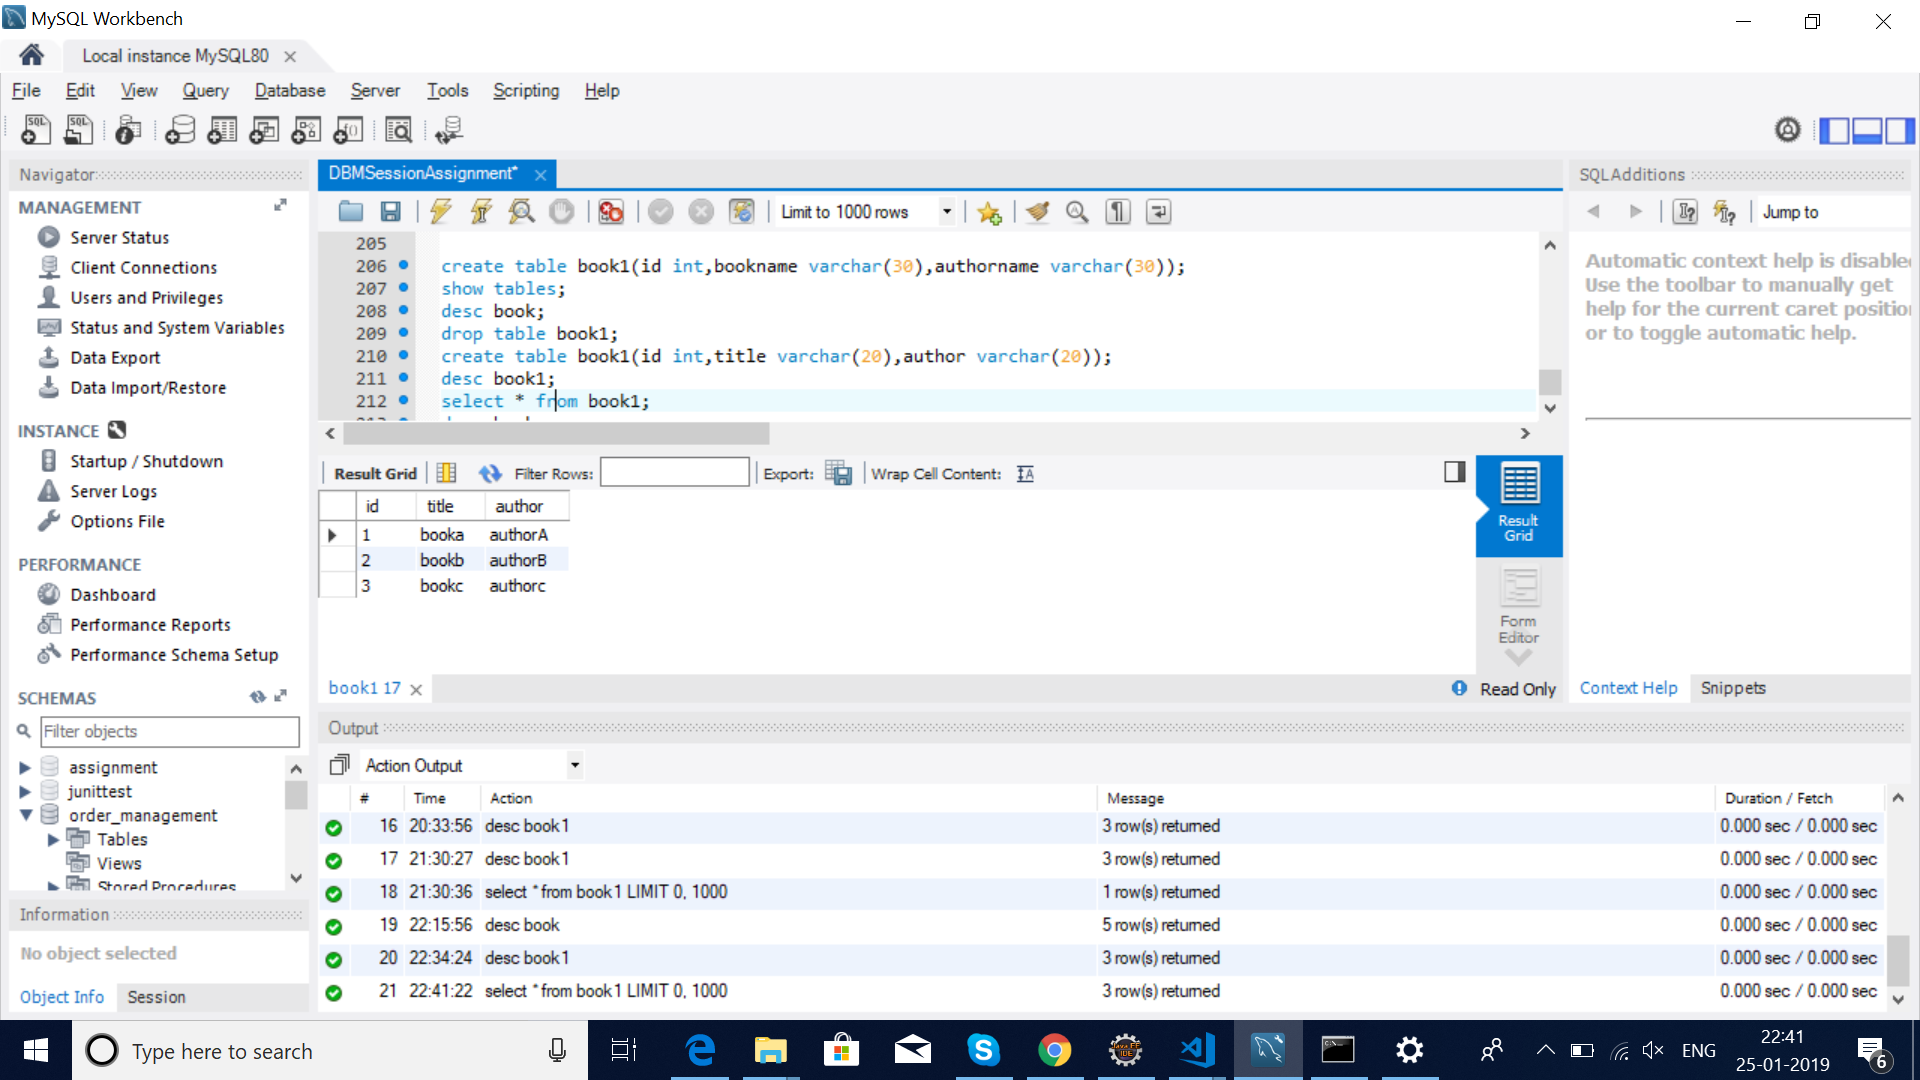 MySQL Workbench
Local instance MySQL80
File Edit View Query Database Server Tools Scripting Help
Navigator
MANAGEMENT
Server Status
Client Connections
Users and Privileges
Status and System Variables
Data Export
Data Import/Restore
INSTANCE
Startup / Shutdown
Server Logs
Options File
PERFORMANCE
Dashboard
Performance Reports
Performance Schema Setup
SCHEMAS
Filter objects
assignment
junittest
order_management
Tables
Views
Stored Procedures
Information
No object selected
Object Info Session
DBMSessionAssignment*
Limit to 1000 rows
205
206 create table book1(id int,bookname varchar(30),authorname varchar(30));
207 show tables;
208 desc book;
209 drop table book1;
210 create table book1(id int,title varchar(20),author varchar(20));
211 desc book1;
212 select * from book1;
Result Grid Filter Rows: Export: Wrap Cell Content:
id title author
1 booka authorA
2 bookb authorB
3 bookc authorc
Result
Grid
Form
Editor
book1 17
Read Only
SQLAdditions
Jump to
Automatic context help is disable
Use the toolbar to manually get
help for the current caret positio
or to toggle automatic help.
Context Help Snippets
Output
Action Output
# Time Action Message Duration / Fetch
16 20:33:56 desc book1 3 row(s) returned 0.000 sec / 0.000 sec
17 21:30:27 desc book1 3 row(s) returned 0.000 sec / 0.000 sec
18 21:30:36 select * from book1 LIMIT 0, 1000 1 row(s) returned 0.000 sec / 0.000 sec
19 22:15:56 desc book 5 row(s) returned 0.000 sec / 0.000 sec
20 22:34:24 desc book1 3 row(s) returned 0.000 sec / 0.000 sec
21 22:41:22 select * from book1 LIMIT 0, 1000 3 row(s) returned 0.000 sec / 0.000 sec
Type here to search
ENG
22:41
25-01-2019
6